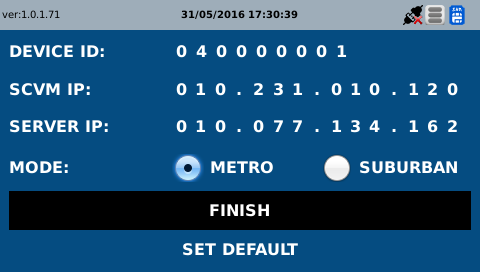 ver:1.0.1.71 31/05/2016 17:30:39
DEVICE ID: 0 4 0 0 0 0 0 0 1
SCVM IP: 0 1 0 . 2 3 1 . 0 1 0 . 1 2 0
SERVER IP: 0 1 0 . 0 7 7 . 1 3 4 . 1 6 2
MODE: METRO SUBURBAN
FINISH
SET DEFAULT